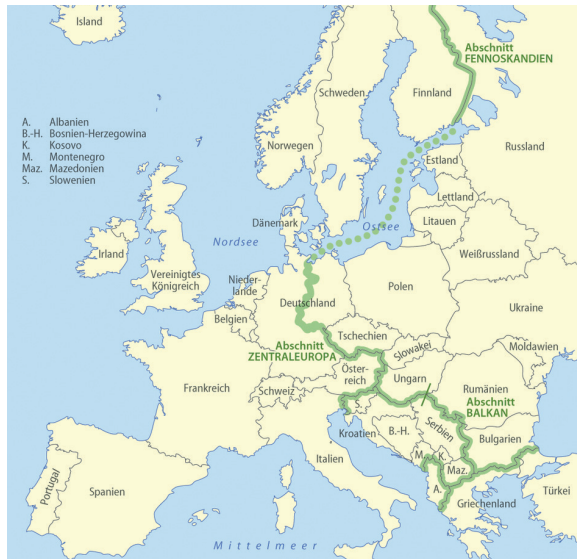 Island
Abschnitt
FENNOSKANDIEN
Schweden
Finnland
A. Albanien
B.-H. Bosnien-Herzegowina
K. Kosovo
M. Montenegro
Maz. Mazedonien
S. Slowenien
Norwegen
Russland
Estland
Lettland
Dänemark
Ostsee
Litauen
Nordsee
Irland
Weißrussland
Vereinigtes
Königreich
Nieder-
lande
Polen
Deutschland
Belgien
Ukraine
Tschechien
Abschnitt
ZENTRALEUROPA
Slowakei
Moldawien
Öster-
reich
Ungarn
Frankreich
Schweiz
Rumänien
Abschnitt
BALKAN
S.
Kroatien
B.-H.
Serbien
Bulgarien
Italien
M.
K.
Maz.
Portugal
Spanien
A.
Griechenland
Türkei
Mittelmeer